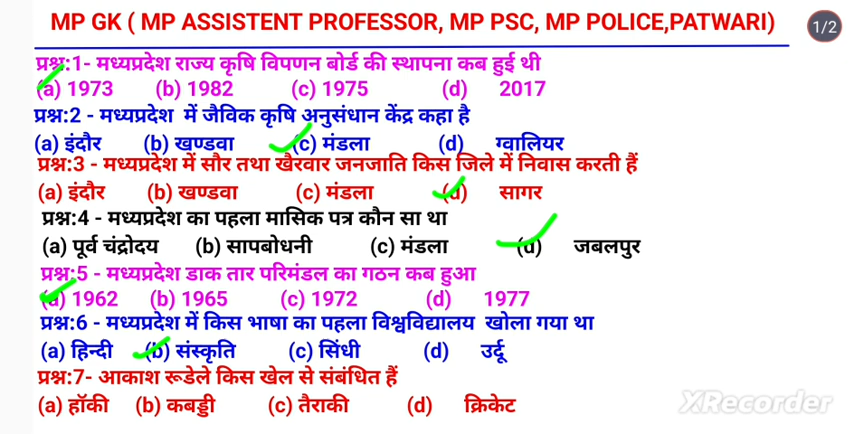 MP GK ( MP ASSISTENT PROFESSOR, MP PSC, MP POLICE,PATWARI)
1/2
प्रश्न:1- मध्यप्रदेश राज्य कृषि विपणन बोर्ड की स्थापना कब हुई थी
(a) 1973 (b) 1982 (c) 1975 (d) 2017
प्रश्न:2 - मध्यप्रदेश में जैविक कृषि अनुसंधान केंद्र कहा है
(a) इंदौर (b) खण्डवा (c) मंडला (d) ग्वालियर
प्रश्न:3 - मध्यप्रदेश में सौर तथा खैरवार जनजाति किस जिले में निवास करती हैं
(a) इंदौर (b) खण्डवा (c) मंडला (d) सागर
प्रश्न:4 - मध्यप्रदेश का पहला मासिक पत्र कौन सा था
(a) पूर्व चंद्रोदय (b) सापबोधनी (c) मंडला (d) जबलपुर
प्रश्न:5 - मध्यप्रदेश डाक तार परिमंडल का गठन कब हुआ
(a) 1962 (b) 1965 (c) 1972 (d) 1977
प्रश्न:6 - मध्यप्रदेश में किस भाषा का पहला विश्वविद्यालय खोला गया था
(a) हिन्दी (b) संस्कृति (c) सिंधी (d) उर्दू
प्रश्न:7- आकाश रूडेले किस खेल से संबंधित हैं
(a) हॉकी (b) कबड्डी (c) तैराकी (d) क्रिकेट
XRecorder